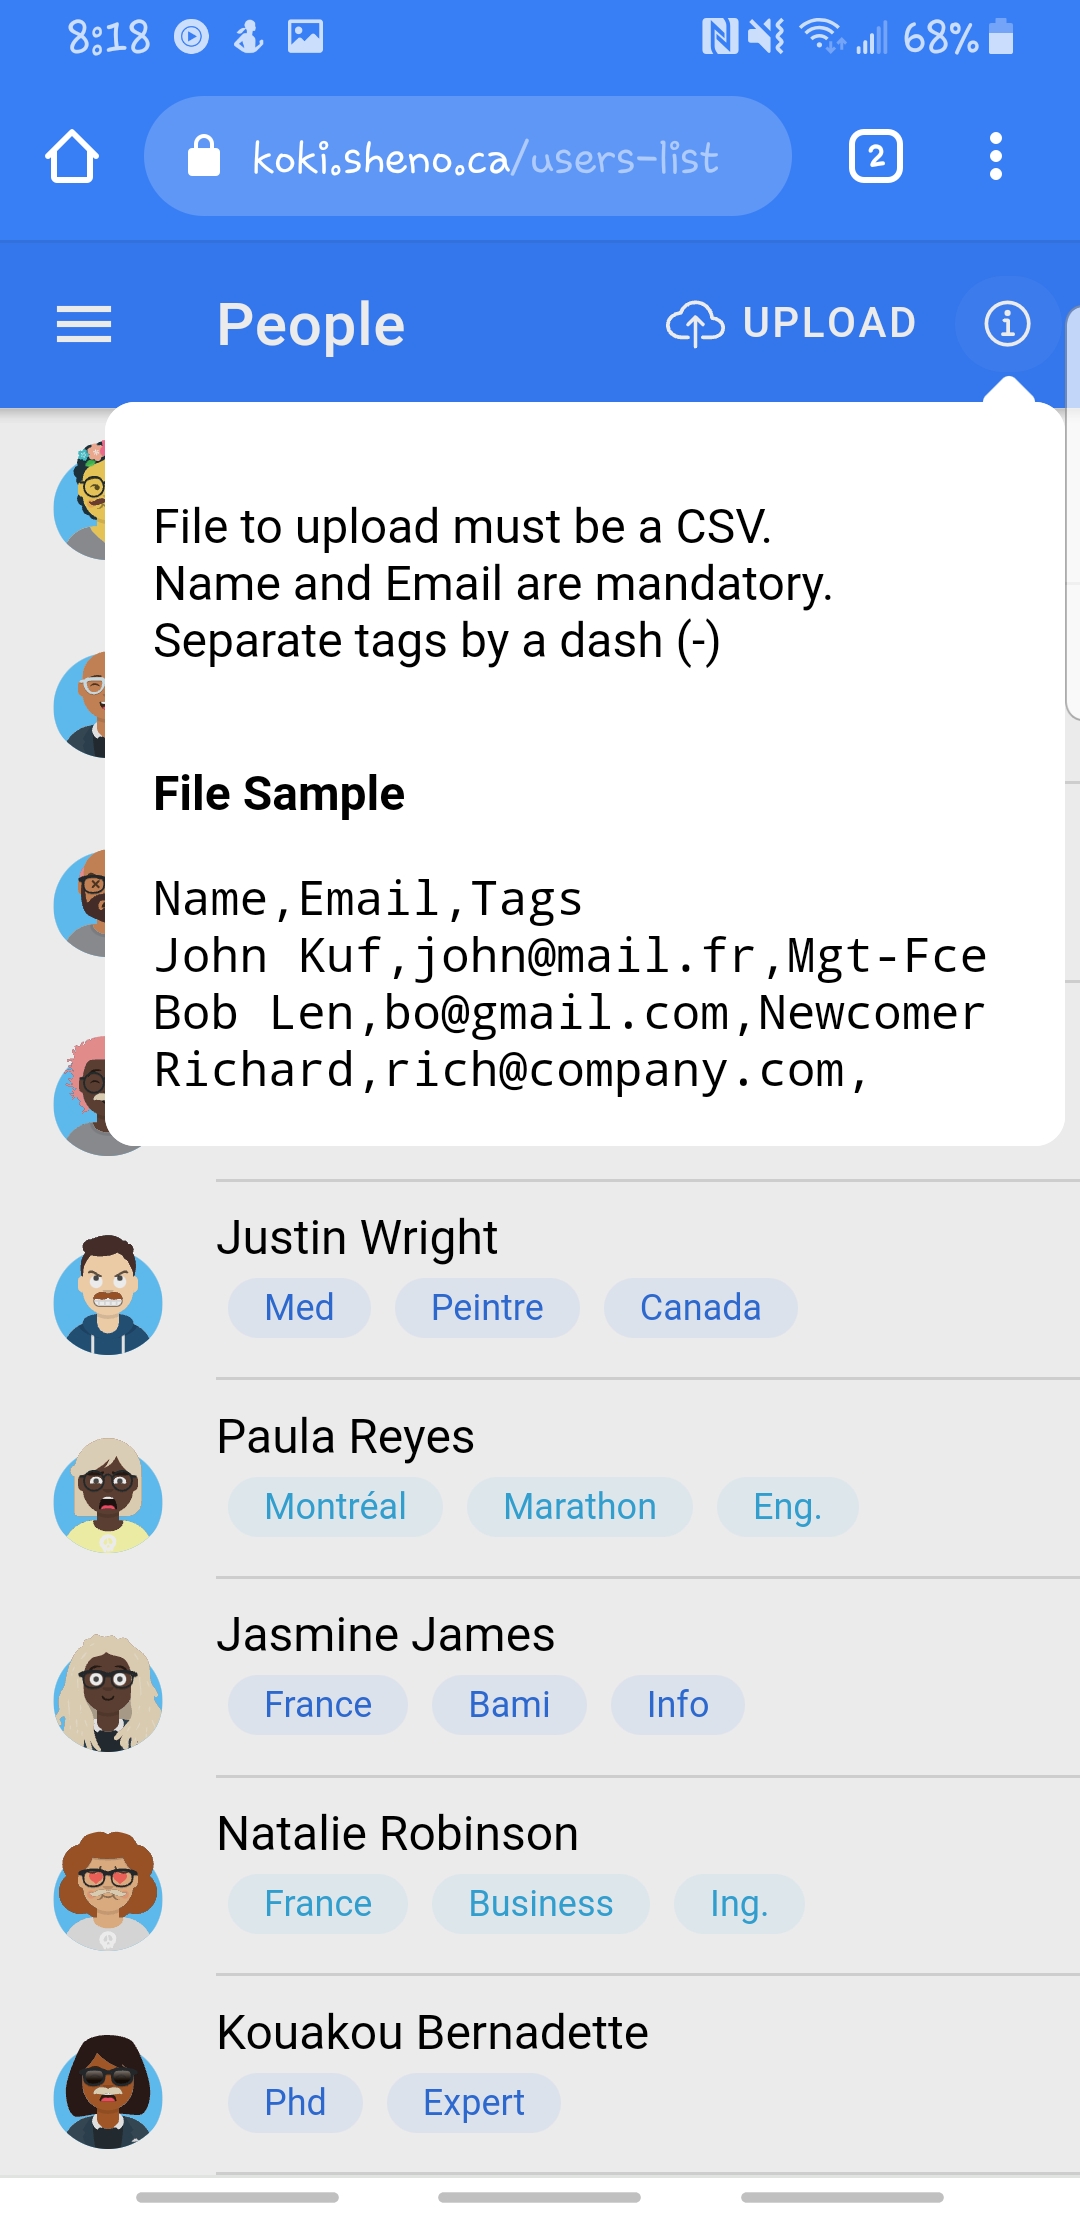 8:18 68%
koki.sheno.ca/users-list 2
People UPLOAD
File to upload must be a CSV.
Name and Email are mandatory.
Separate tags by a dash (-)
File Sample
Name,Email,Tags
John Kuf,john@mail.fr,Mgt-Fce
Bob Len,bo@gmail.com,Newcomer
Richard,rich@company.com,
Justin Wright
Med Peintre Canada
Paula Reyes
Montréal Marathon Eng.
Jasmine James
France Bami Info
Natalie Robinson
France Business Ing.
Kouakou Bernadette
Phd Expert